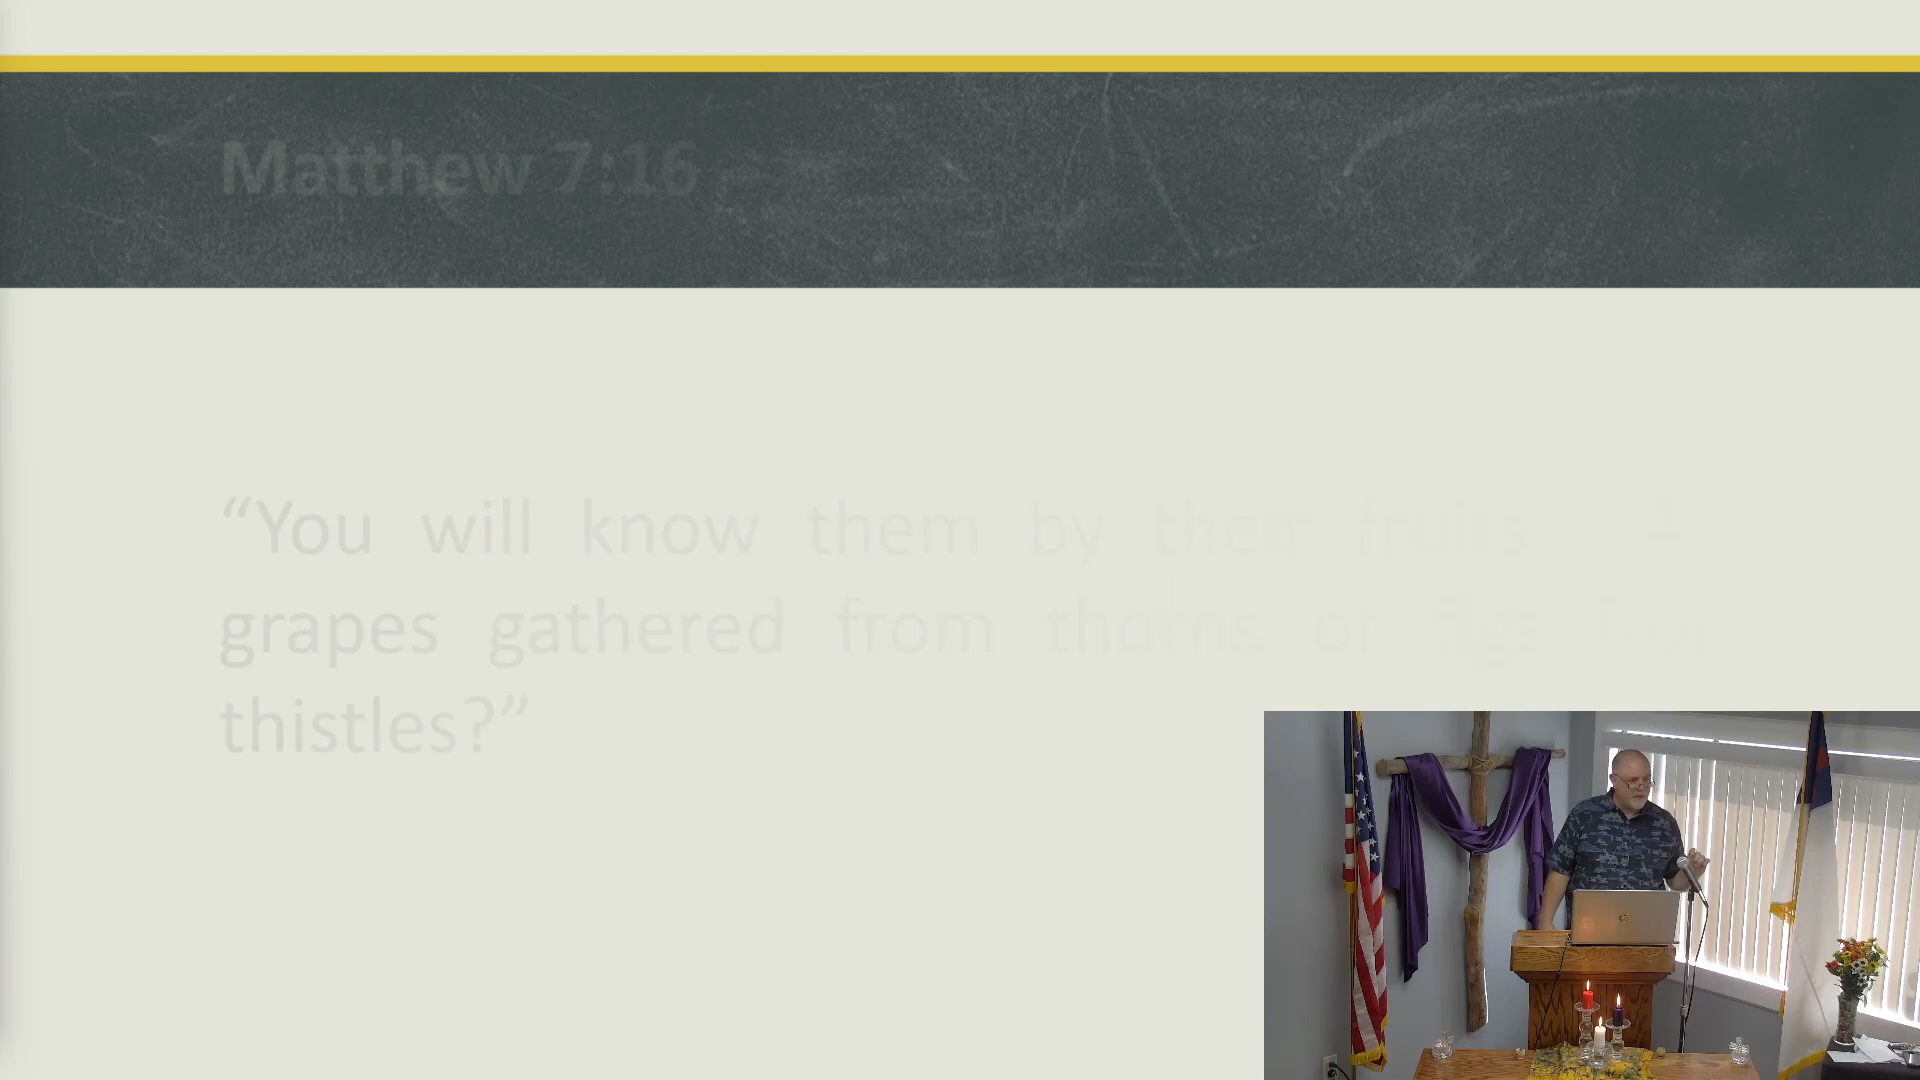 Matthew 7:16
“You will know them by their fruits
grapes gathered from thorns or figs
thistles?”